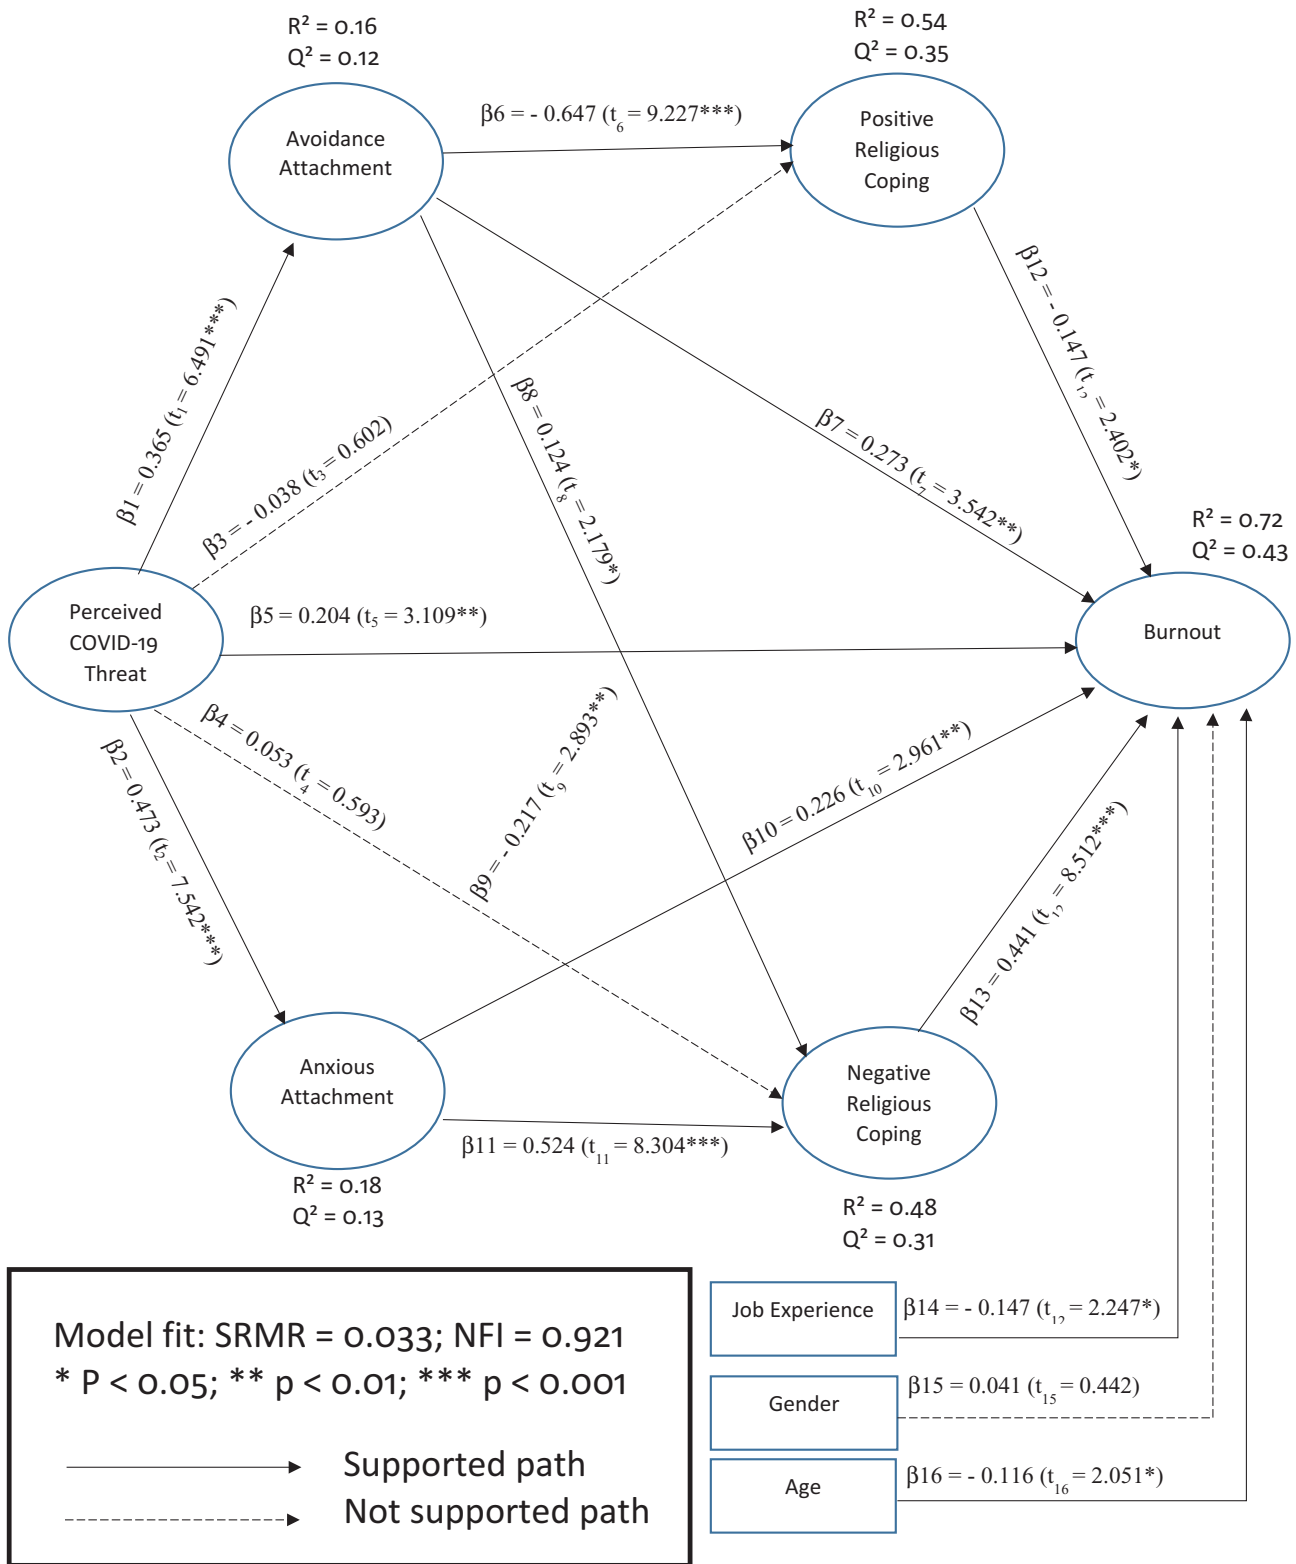 R² = 0.16
Q² = 0.12
R² = 0.54
Q² = 0.35
Avoidance
Attachment
β6 = - 0.647 (t₆ = 9.227***)
Positive
Religious
Coping
β1 = 0.365 (t₁ = 6.491***)
β3 = - 0.038 (t₃ = 0.602)
β8 = 0.124 (t₈ = 2.179*)
β7 = 0.273 (t₇ = 3.542**)
β12 = - 0.147 (t₁₂ = 2.402*)
R² = 0.72
Q² = 0.43
Perceived
COVID-19
Threat
β5 = 0.204 (t₅ = 3.109**)
Burnout
β2 = 0.473 (t₂ = 7.542***)
β4 = 0.053 (t₄ = 0.593)
β9 = - 0.217 (t₉ = 2.893**)
β10 = 0.226 (t₁₀ = 2.961**)
β13 = 0.441 (t₁₂ = 8.512***)
Anxious
Attachment
β11 = 0.524 (t₁₁ = 8.304***)
Negative
Religious
Coping
R² = 0.18
Q² = 0.13
R² = 0.48
Q² = 0.31
Model fit: SRMR = 0.033; NFI = 0.921
* P < 0.05; ** p < 0.01; *** p < 0.001
Supported path
Not supported path
Job Experience
β14 = - 0.147 (t₁₂ = 2.247*)
Gender
β15 = 0.041 (t₁₅ = 0.442)
Age
β16 = - 0.116 (t₁₆ = 2.051*)